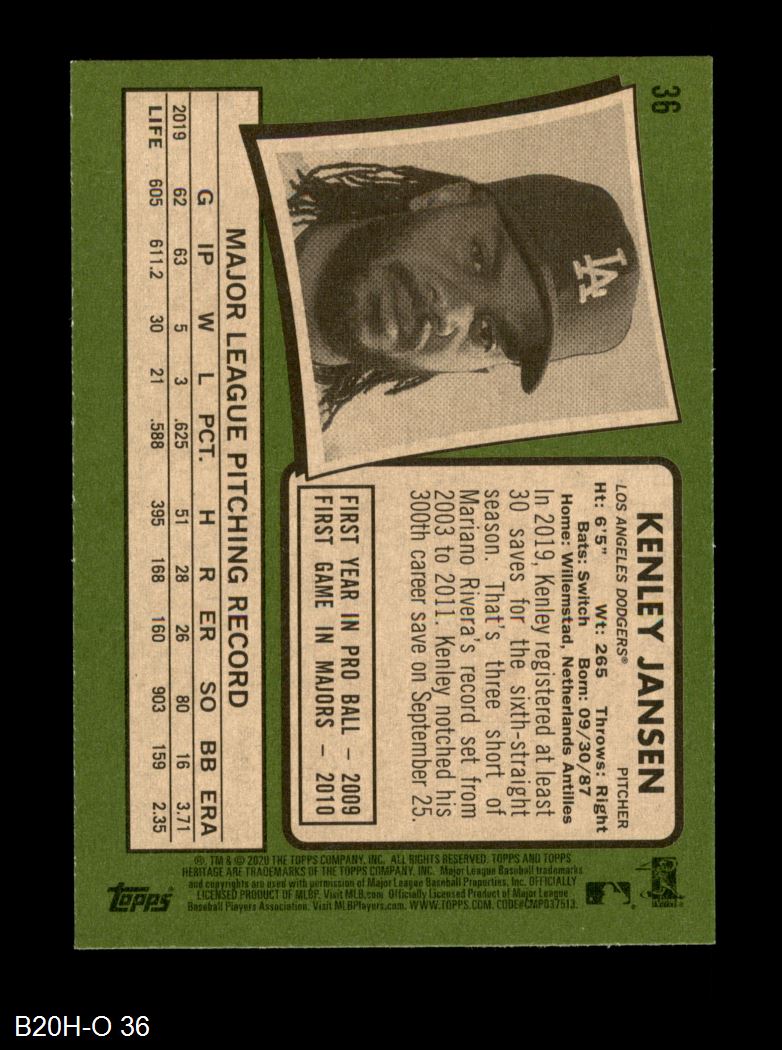 36
LA
KENLEY JANSEN
LOS ANGELES DODGERS® PITCHER
Ht: 6'5" Wt: 265 Throws: Right
Bats: Switch Born: 09/30/87
Home: Willemstad, Netherlands Antilles
In 2019, Kenley registered at least
30 saves for the sixth-straight
season. That's three short of
Mariano Rivera's record set from
2003 to 2011. Kenley notched his
300th career save on September 25.
FIRST YEAR IN PRO BALL – 2009
FIRST GAME IN MAJORS – 2010
MAJOR LEAGUE PITCHING RECORD
G IP W L PCT. H R ER SO BB ERA
2019 62 63 5 3 .625 51 28 26 80 16 3.71
LIFE 605 611.2 30 21 .588 395 168 160 903 159 2.35
®, TM & © 2020 THE TOPPS COMPANY, INC. ALL RIGHTS RESERVED. TOPPS AND TOPPS
HERITAGE ARE TRADEMARKS OF THE TOPPS COMPANY, INC. Major League Baseball trademarks
and copyrights are used with permission of Major League Baseball Properties, Inc. OFFICIALLY
LICENSED PRODUCT OF MLBP. Visit MLB.com Officially Licensed Product of Major League
Baseball Players Association. Visit MLBPlayers.com. WWW.TOPPS.COM. CODE#CMP037513.
topps®
B20H-O 36